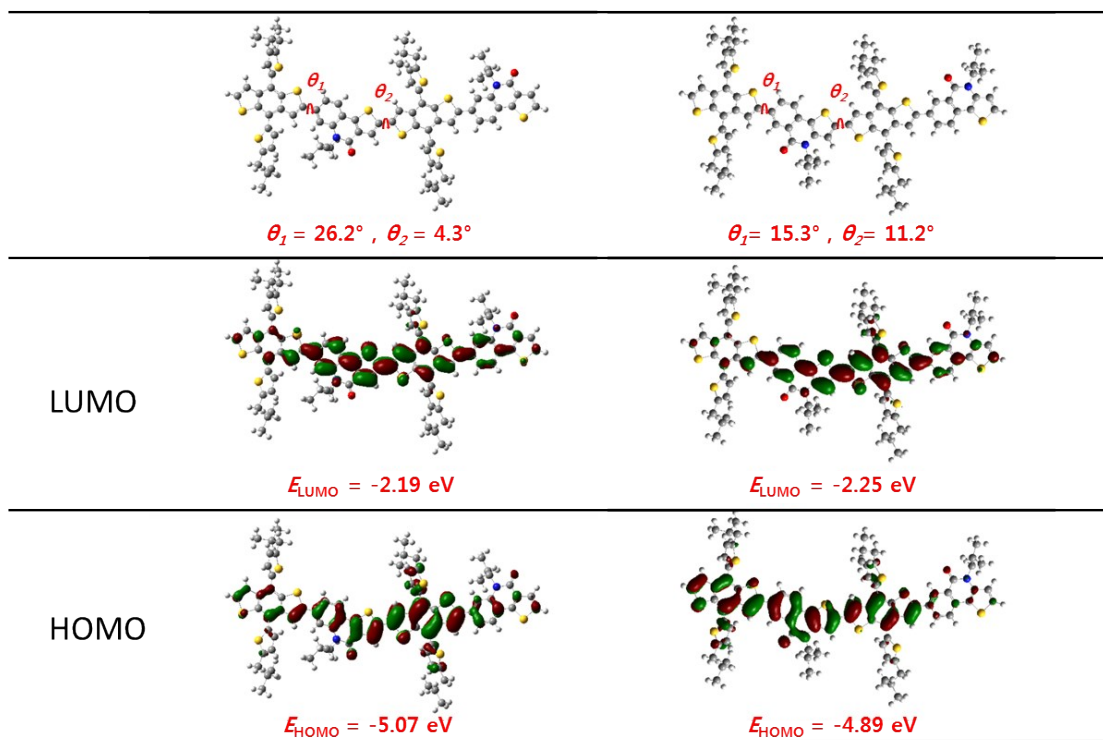 θ1 θ2 θ1 θ2
θ1 = 26.2° , θ2 = 4.3° θ1= 15.3° , θ2= 11.2°
LUMO
ELUMO = -2.19 eV ELUMO = -2.25 eV
HOMO
EHOMO = -5.07 eV EHOMO = -4.89 eV